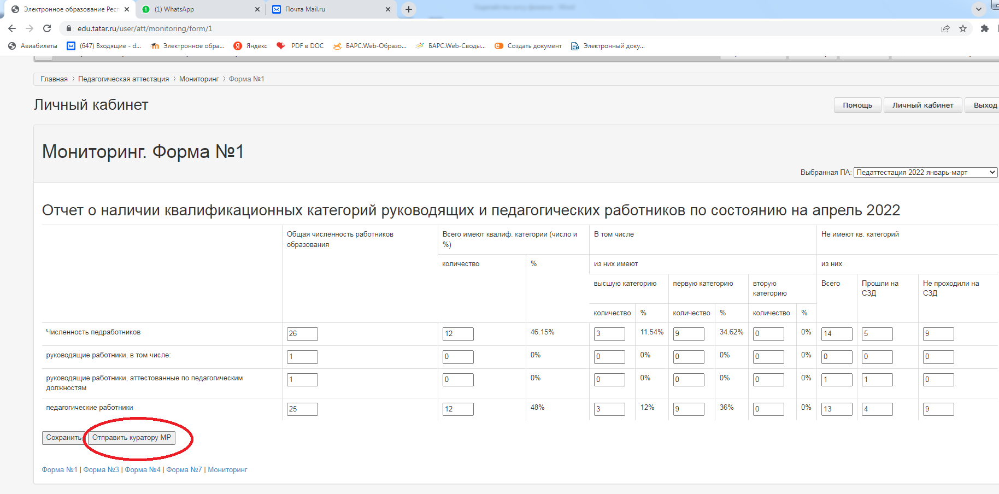 Электронное образование Респ
(1) WhatsApp
Почта Mail.ru
edu.tatar.ru/user/att/monitoring/form/1
Авиабилеты
(647) Входящие - d...
Электронное обра...
Яндекс
PDF в DOC
БАРС.Web-Образо...
БАРС.Web-Своды...
Создать документ
Электронный доку...
Главная 〉 Педагогическая аттестация 〉 Мониторинг 〉 Форма №1
Личный кабинет
Помощь
Личный кабинет
Выход
Мониторинг. Форма №1
Выбранная ПА: Педаттестация 2022 январь-март
Отчет о наличии квалификационных категорий руководящих и педагогических работников по состоянию на апрель 2022
Общая численность работников
образования
Всего имеют квалиф. категории (число и
%)
В том числе
Не имеют кв. категорий
количество
%
из них имеют
из них
высшую категорию
первую категорию
вторую
категорию
Всего
Прошли на
СЗД
Не проходили на
СЗД
количество
%
количество
%
количество
%
Численность педработников 26 12 46.15% 3 11.54% 9 34.62% 0 0% 14 5 9
руководящие работники, в том числе: 1 0 0% 0 0% 0 0% 0 0% 0 0 0
руководящие работники, аттестованные по педагогическим
должностям
1 0 0% 0 0% 0 0% 0 0% 1 1 0
педагогические работники 25 12 48% 3 12% 9 36% 0 0% 13 4 9
Сохранить
Отправить куратору МР
Форма №1 | Форма №3 | Форма №4 | Форма №7 | Мониторинг